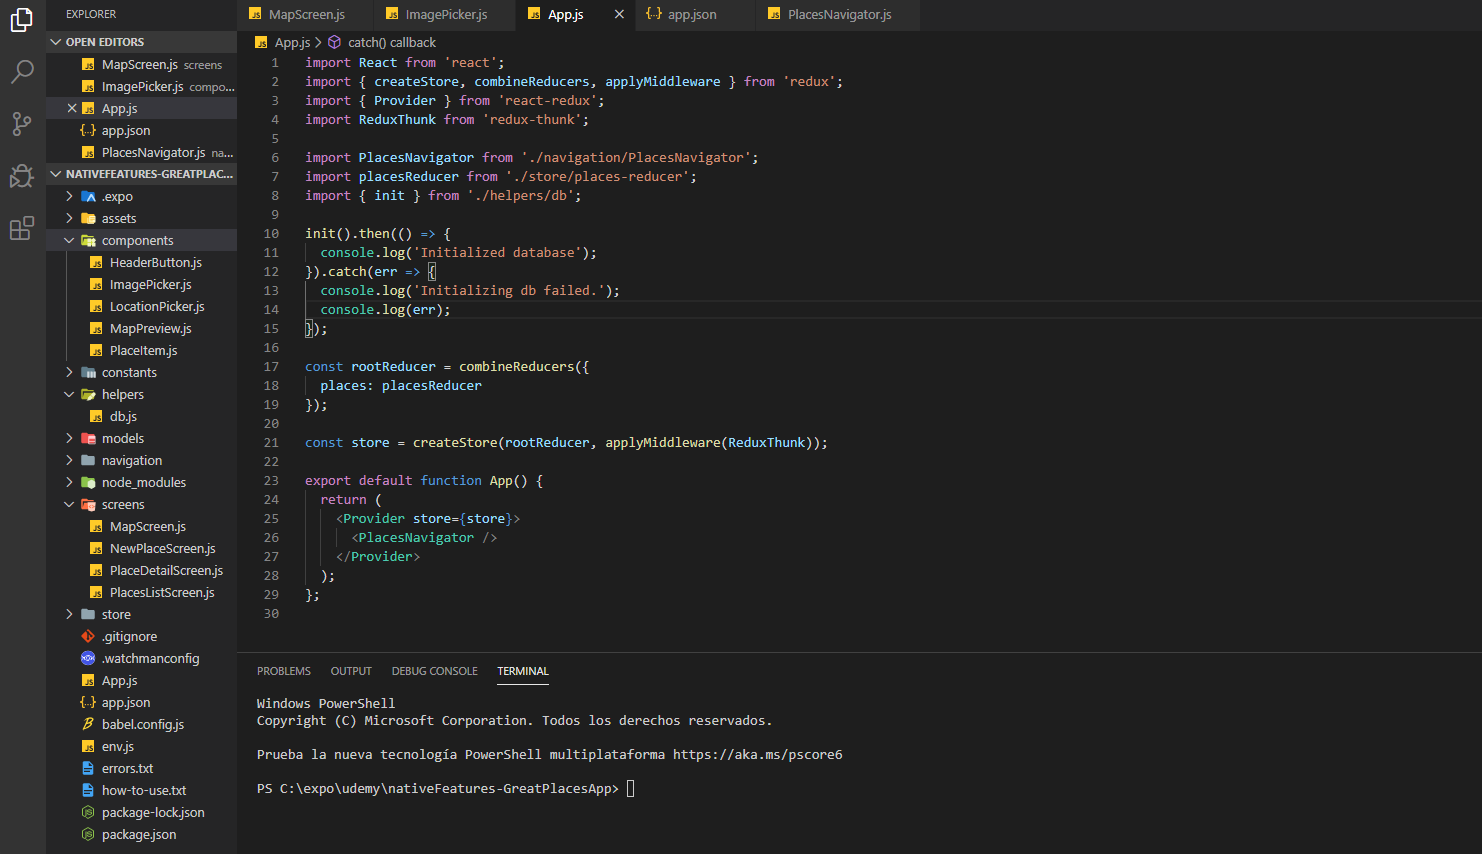 EXPLORER
OPEN EDITORS
MapScreen.js screens
ImagePicker.js compo...
App.js
app.json
PlacesNavigator.js na...
NATIVEFEATURES-GREATPLAC...
.expo
assets
components
HeaderButton.js
ImagePicker.js
LocationPicker.js
MapPreview.js
PlaceItem.js
constants
helpers
db.js
models
navigation
node_modules
screens
MapScreen.js
NewPlaceScreen.js
PlaceDetailScreen.js
PlacesListScreen.js
store
.gitignore
.watchmanconfig
App.js
app.json
babel.config.js
env.js
errors.txt
how-to-use.txt
package-lock.json
package.json
MapScreen.js ImagePicker.js App.js app.json PlacesNavigator.js
App.js > catch() callback
1 import React from 'react';
2 import { createStore, combineReducers, applyMiddleware } from 'redux';
3 import { Provider } from 'react-redux';
4 import ReduxThunk from 'redux-thunk';
5
6 import PlacesNavigator from './navigation/PlacesNavigator';
7 import placesReducer from './store/places-reducer';
8 import { init } from './helpers/db';
9
10 init().then(() => {
11   console.log('Initialized database');
12 }).catch(err => {
13   console.log('Initializing db failed.');
14   console.log(err);
15 });
16
17 const rootReducer = combineReducers({
18   places: placesReducer
19 });
20
21 const store = createStore(rootReducer, applyMiddleware(ReduxThunk));
22
23 export default function App() {
24   return (
25     <Provider store={store}>
26       <PlacesNavigator />
27     </Provider>
28   );
29 };
30
PROBLEMS OUTPUT DEBUG CONSOLE TERMINAL
Windows PowerShell
Copyright (C) Microsoft Corporation. Todos los derechos reservados.
Prueba la nueva tecnología PowerShell multiplataforma https://aka.ms/pscore6
PS C:\expo\udemy\nativeFeatures-GreatPlacesApp>